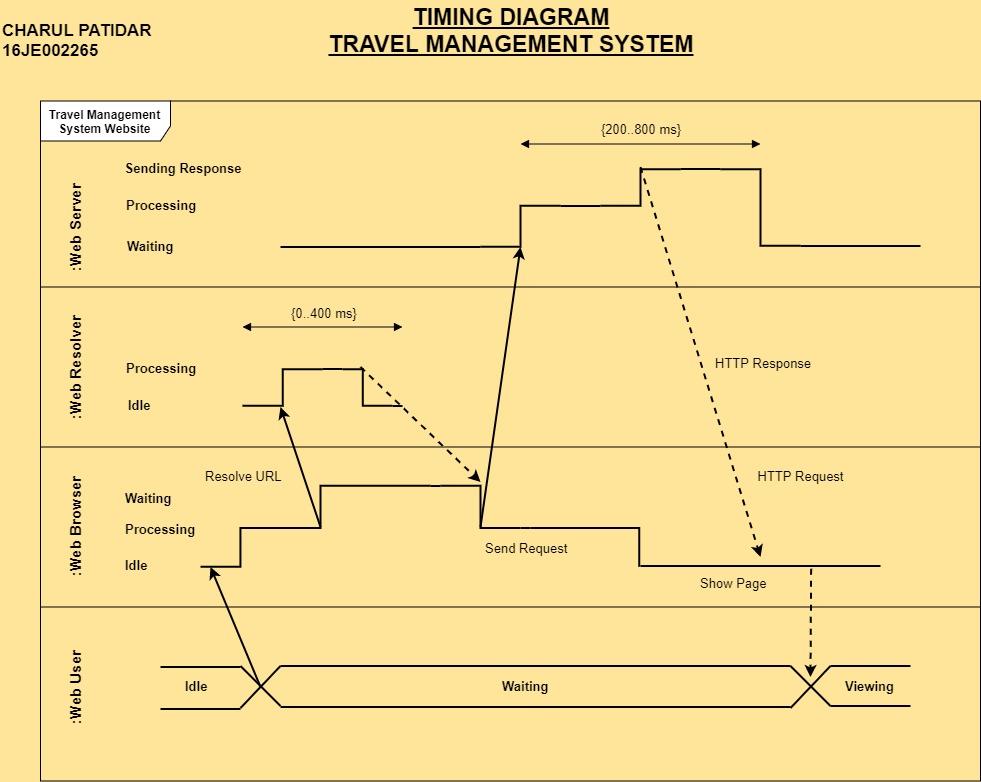 TIMING DIAGRAM
TRAVEL MANAGEMENT SYSTEM
CHARUL PATIDAR
16JE002265
Travel Management
System Website
{200..800 ms}
:Web Server
Sending Response
Processing
Waiting
{0..400 ms}
:Web Resolver
Processing
Idle
HTTP Response
Resolve URL
HTTP Request
:Web Browser
Waiting
Processing
Idle
Send Request
Show Page
:Web User
Idle
Waiting
Viewing